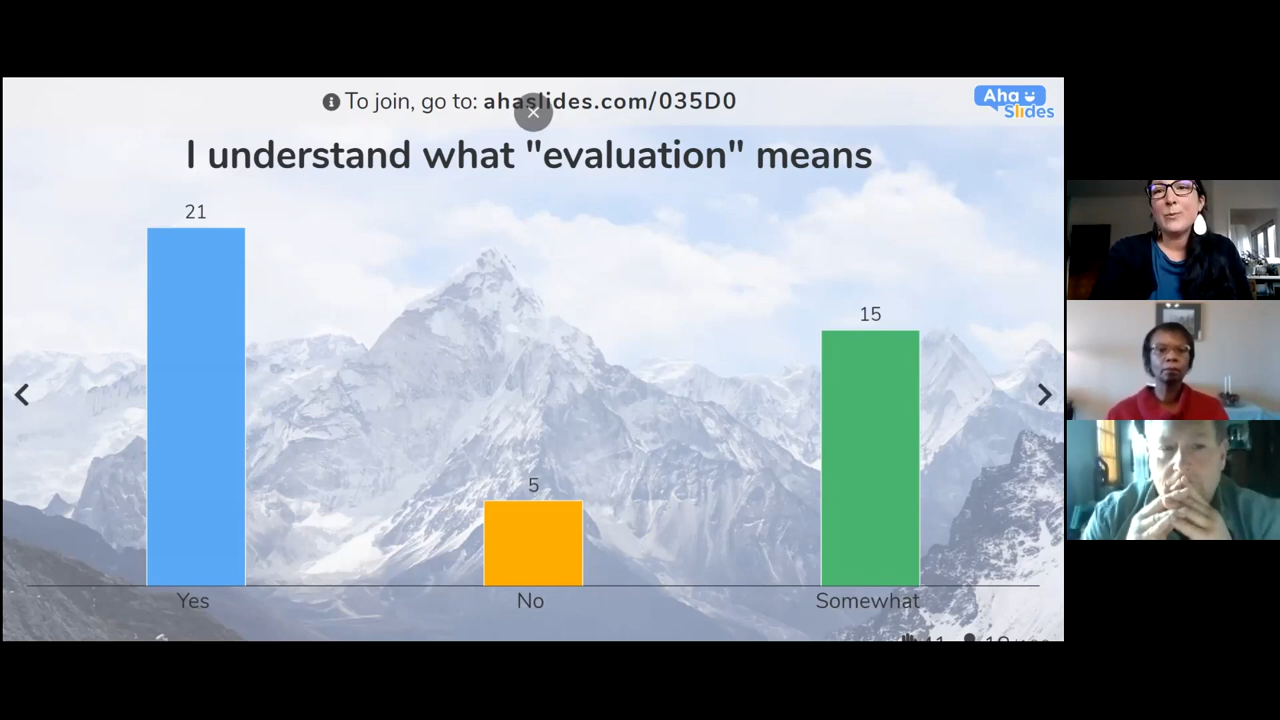 To join, go to: ahaslides.com/035D0
Aha
Slides
I understand what "evaluation" means
21
5
15
Yes
No
Somewhat